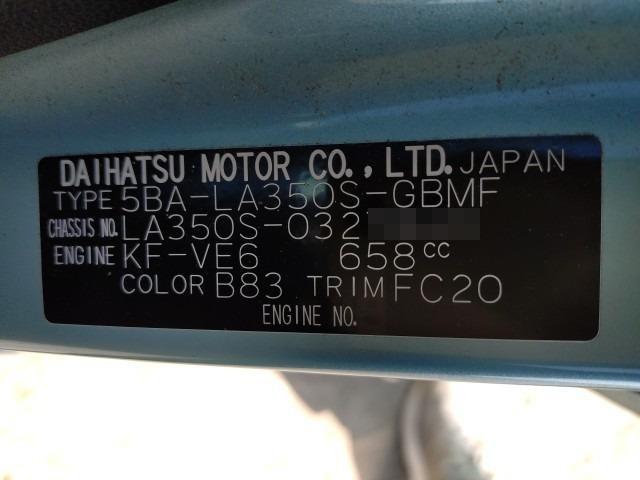 DAIHATSU MOTOR CO., LTD. JAPAN
TYPE 5BA-LA350S-GBMF
CHASSIS NO. LA350S-032
ENGINE KF-VE6 658cc
COLOR B83 TRIM FC20
ENGINE NO.